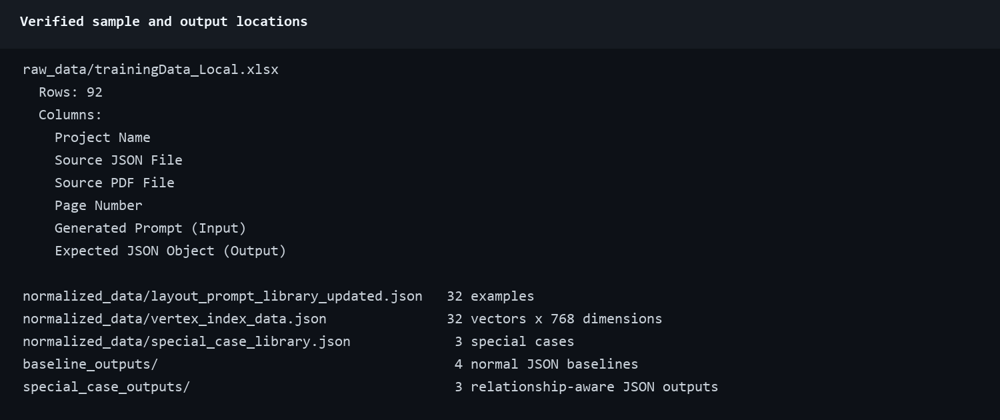 Verified sample and output locations
raw_data/trainingData_Local.xlsx
Rows: 92
Columns:
Project Name
Source JSON File
Source PDF File
Page Number
Generated Prompt (Input)
Expected JSON Object (Output)
normalized_data/layout_prompt_library_updated.json 32 examples
normalized_data/vertex_index_data.json 32 vectors x 768 dimensions
normalized_data/special_case_library.json 3 special cases
baseline_outputs/ 4 normal JSON baselines
special_case_outputs/ 3 relationship-aware JSON outputs